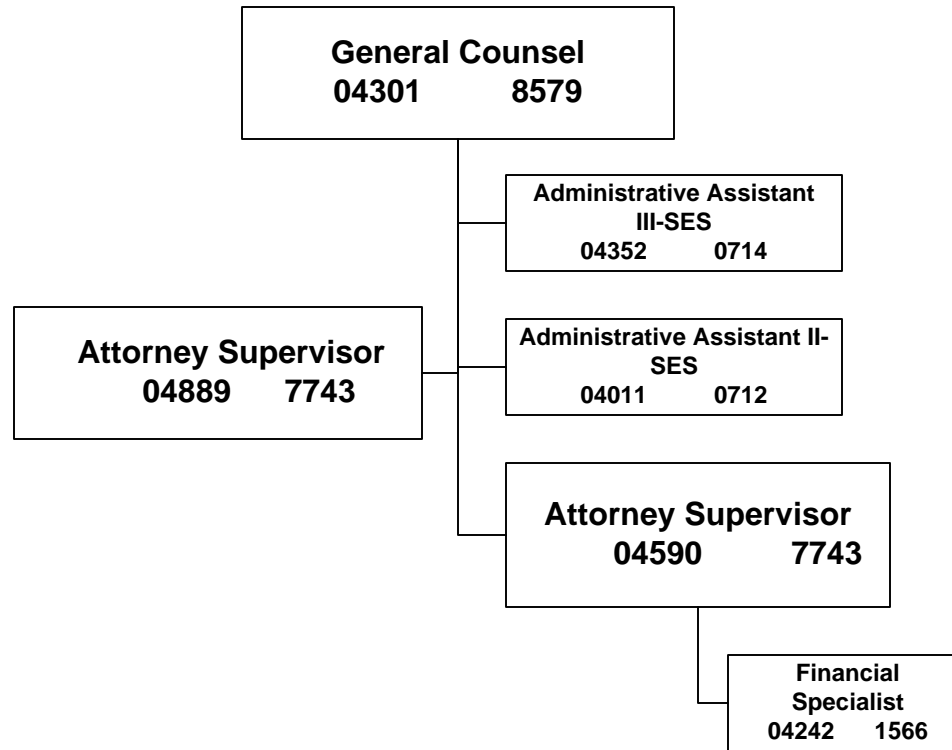 General Counsel
04301 8579
Administrative Assistant
III-SES
04352 0714
Attorney Supervisor
04889 7743
Administrative Assistant II-
SES
04011 0712
Attorney Supervisor
04590 7743
Financial
Specialist
04242 1566